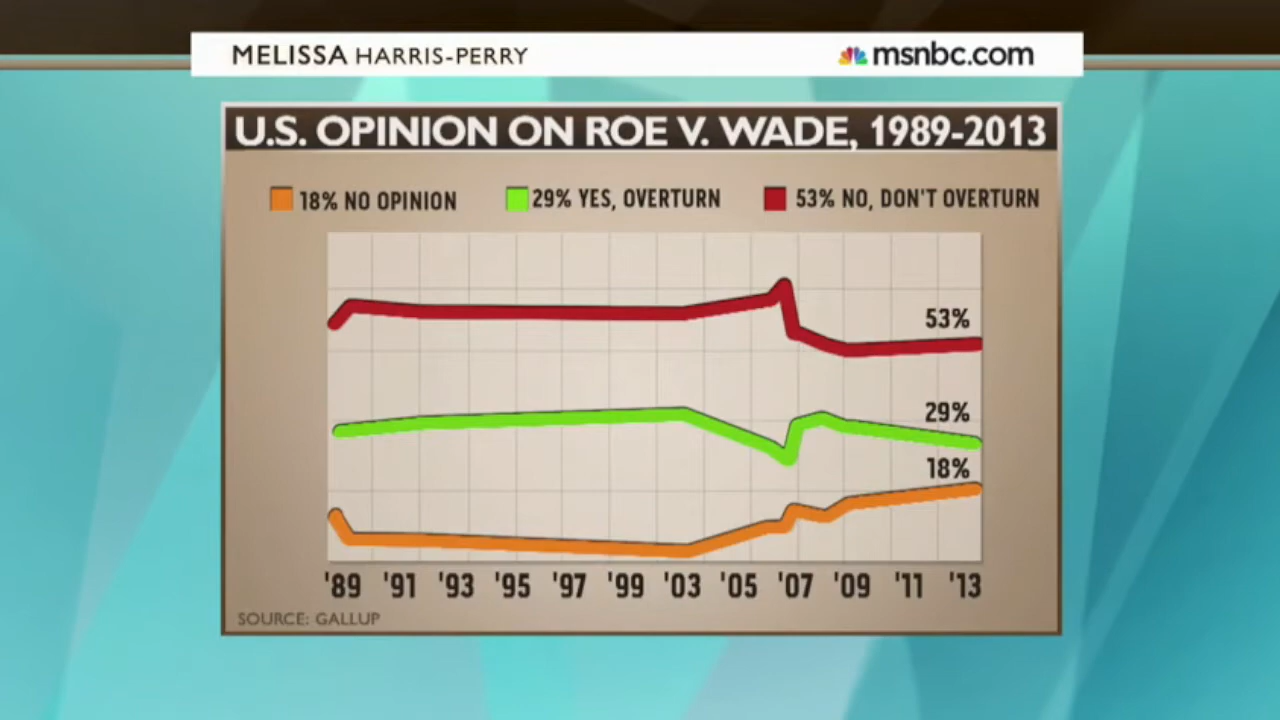 MELISSA HARRIS-PERRY
msnbc.com
U.S. OPINION ON ROE V. WADE, 1989-2013
18% NO OPINION
29% YES, OVERTURN
53% NO, DON'T OVERTURN
53%
29%
18%
'89 '91 '93 '95 '97 '99 '03 '05 '07 '09 '11 '13
SOURCE: GALLUP